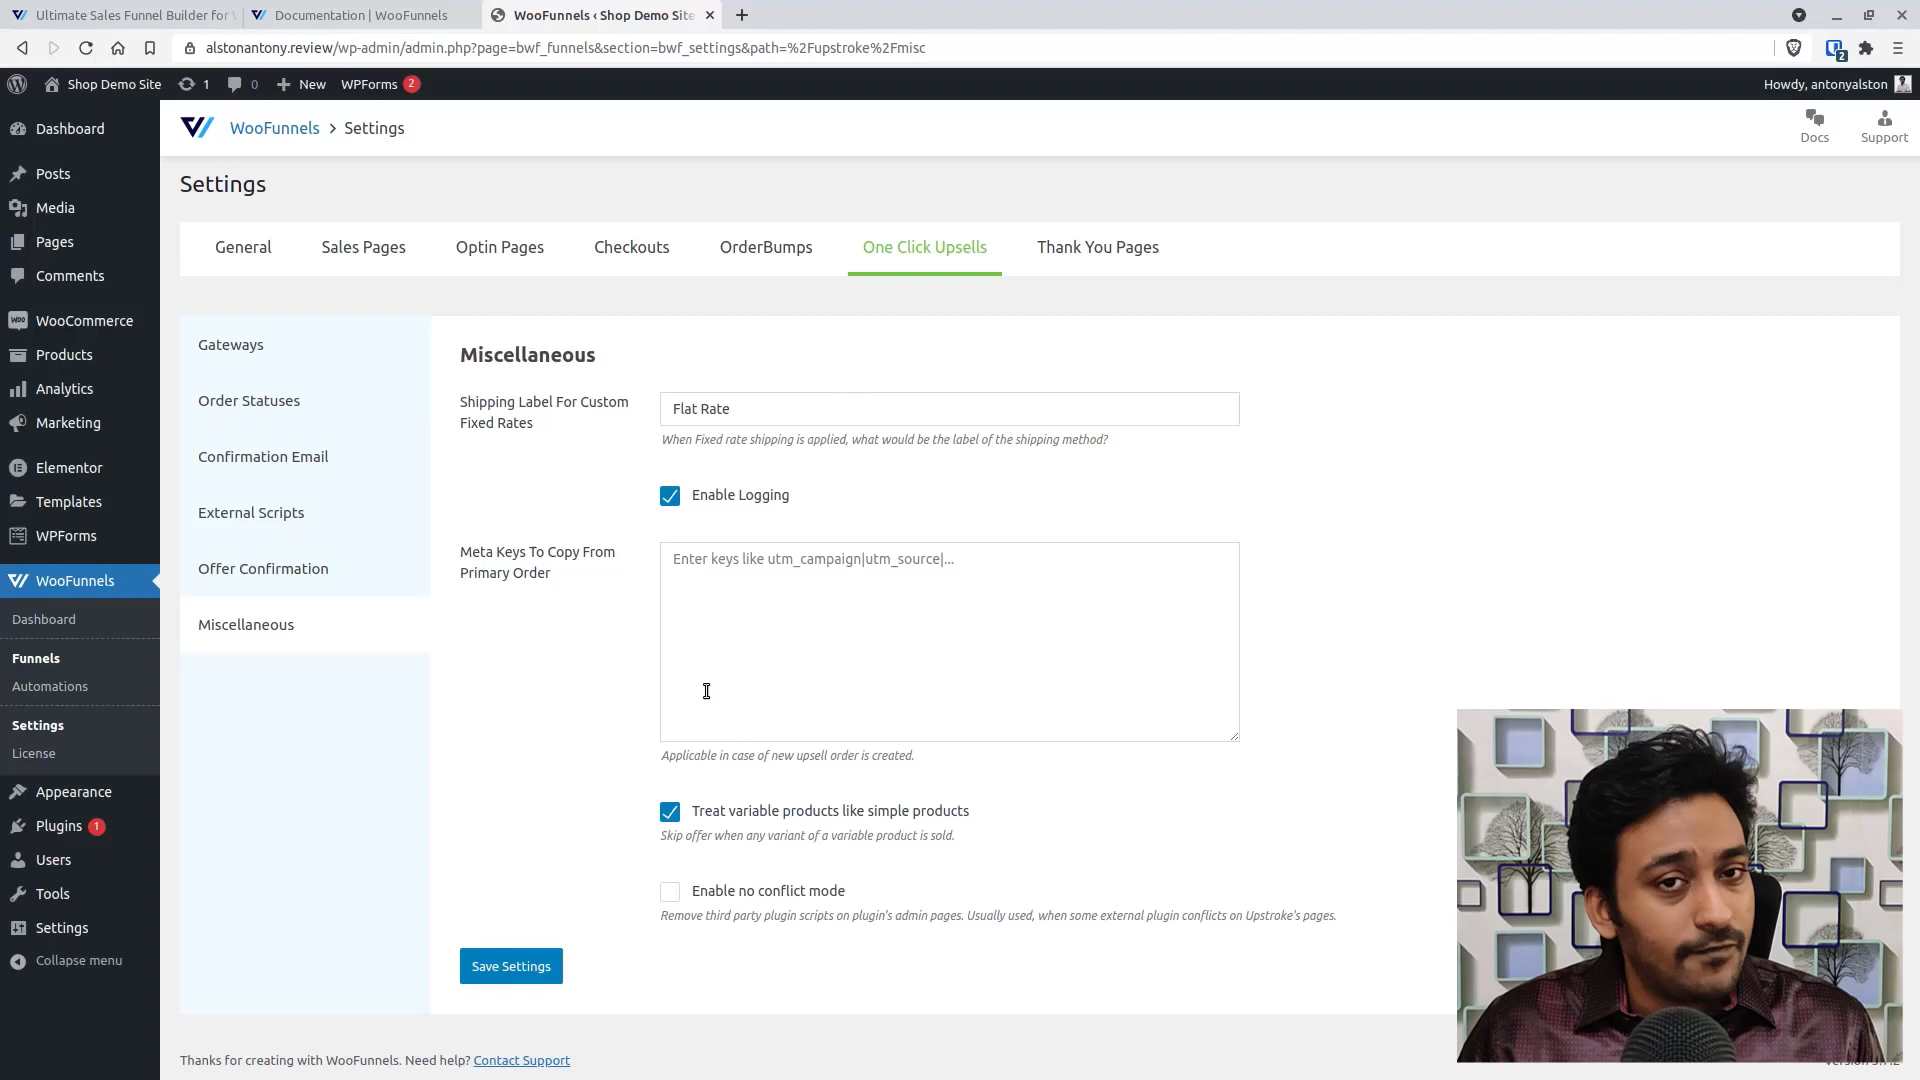 Ultimate Sales Funnel Builder for
Documentation | WooFunnels
WooFunnels ‹ Shop Demo Site
alstonantony.review/wp-admin/admin.php?page=bwf_funnels&section=bwf_settings&path=%2Fupstroke%2Fmisc
2
Shop Demo Site
1
0
New
WPForms 2
Howdy, antonyalston
Dashboard
Posts
Media
Pages
Comments
WooCommerce
Products
Analytics
Marketing
Elementor
Templates
WPForms
WooFunnels
Dashboard
Funnels
Automations
Settings
License
Appearance
Plugins 1
Users
Tools
Settings
Collapse menu
WooFunnels > Settings
Docs
Support
Settings
General
Sales Pages
Optin Pages
Checkouts
OrderBumps
One Click Upsells
Thank You Pages
Gateways
Order Statuses
Confirmation Email
External Scripts
Offer Confirmation
Miscellaneous
Miscellaneous
Shipping Label For Custom
Fixed Rates
Flat Rate
When Fixed rate shipping is applied, what would be the label of the shipping method?
Enable Logging
Meta Keys To Copy From
Primary Order
Enter keys like utm_campaign|utm_source|...
Applicable in case of new upsell order is created.
Treat variable products like simple products
Skip offer when any variant of a variable product is sold.
Enable no conflict mode
Remove third party plugin scripts on plugin's admin pages. Usually used, when some external plugin conflicts on Upstroke's pages.
Save Settings
Thanks for creating with WooFunnels. Need help? Contact Support